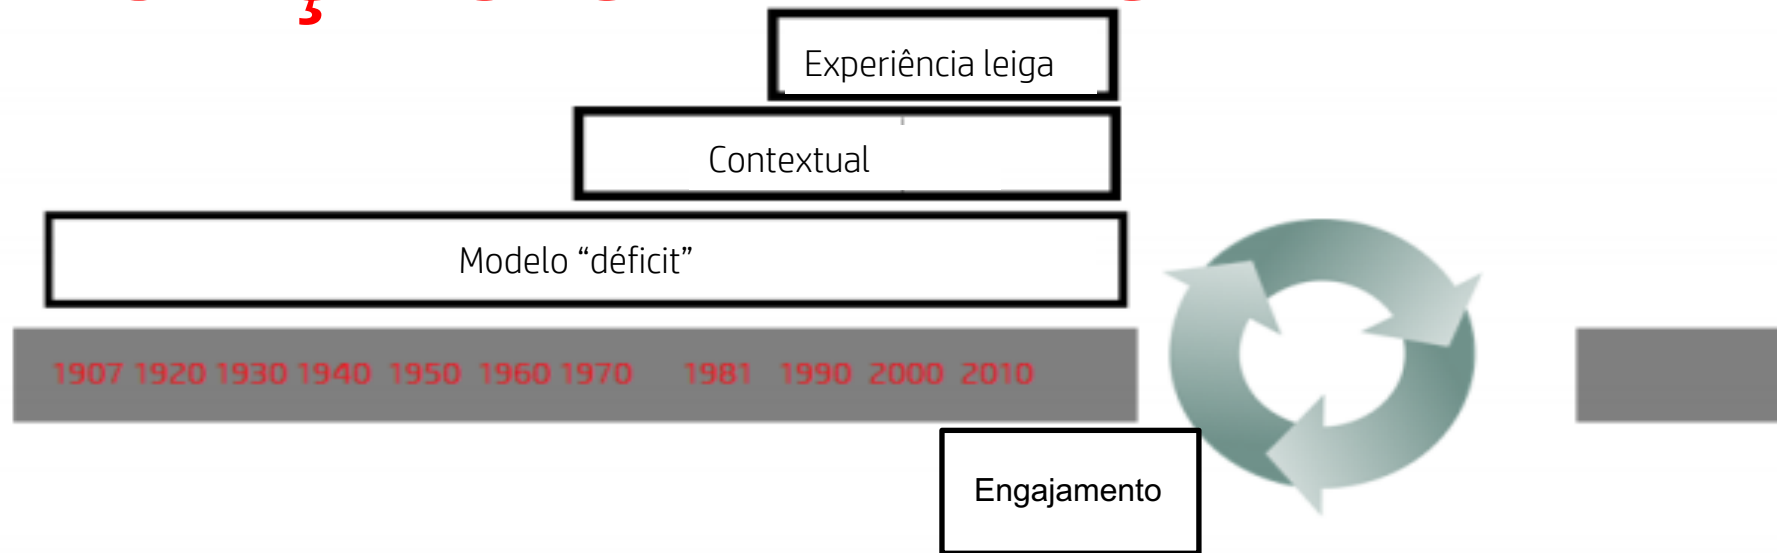 Experiência leiga
Contextual
Modelo “déficit”
1907 1920 1930 1940 1950 1960 1970 1981 1990 2000 2010
Engajamento